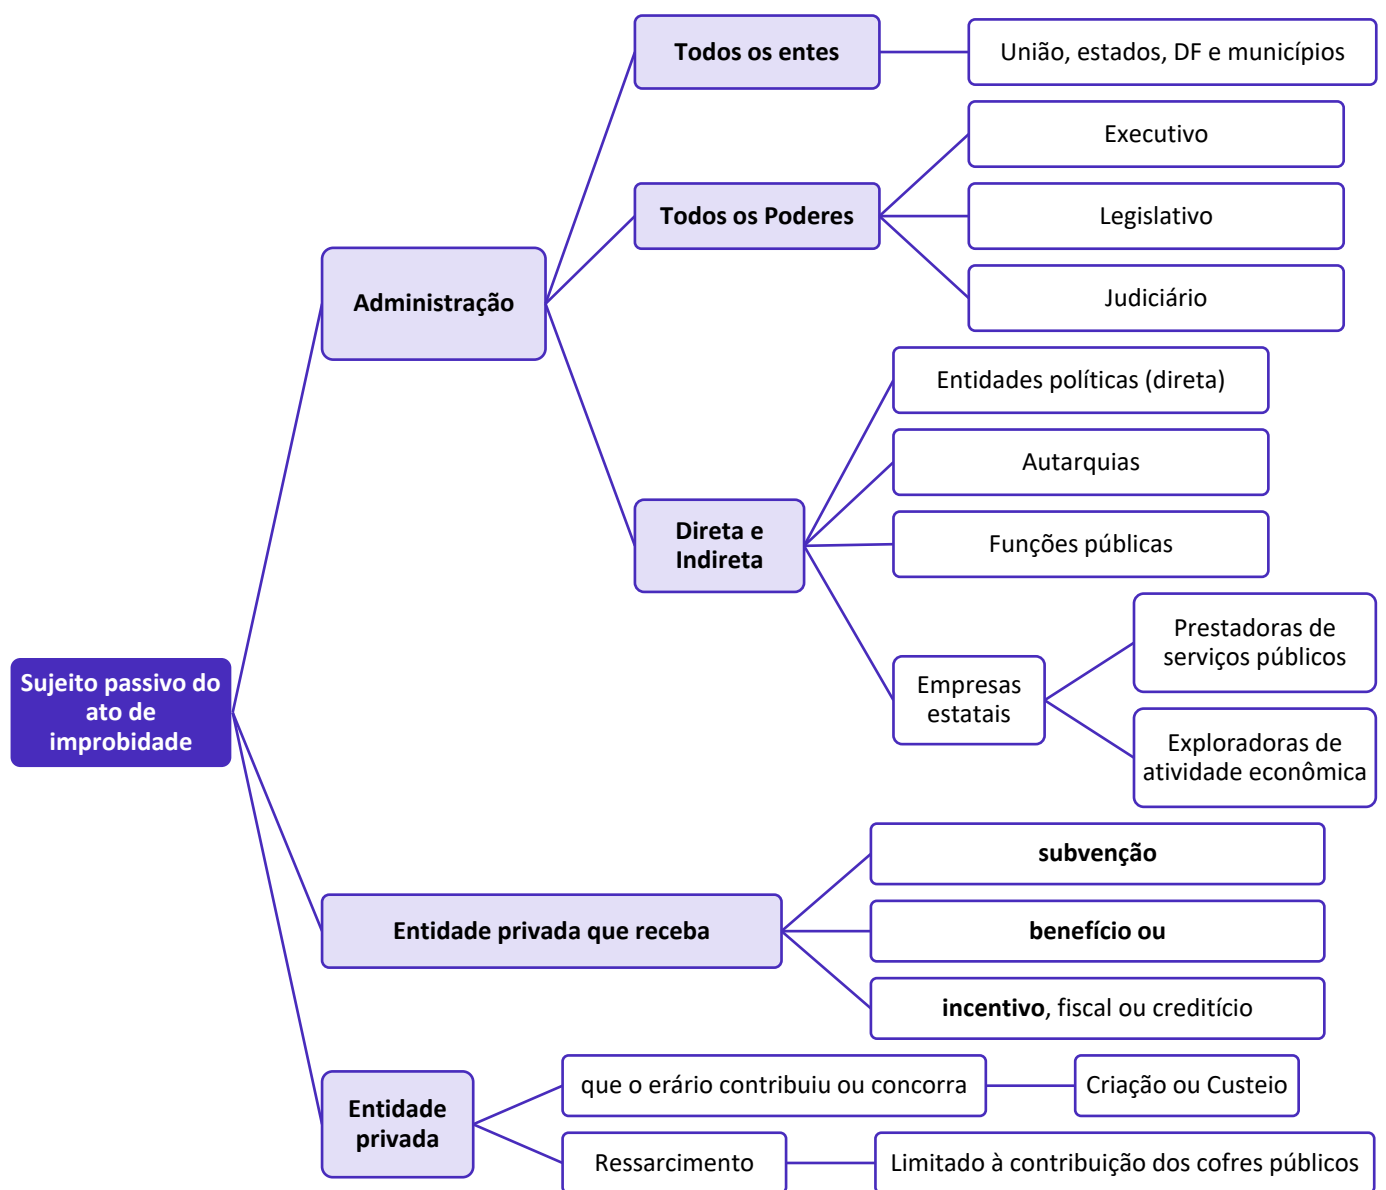 Todos os entes
União, estados, DF e municípios
Todos os Poderes
Executivo
Legislativo
Judiciário
Administração
Direta e
Indireta
Entidades políticas (direta)
Autarquias
Funções públicas
Empresas
estatais
Prestadoras de
serviços públicos
Exploradoras de
atividade econômica
Sujeito passivo do
ato de
improbidade
Entidade privada que receba
subvenção
benefício ou
incentivo, fiscal ou creditício
Entidade
privada
que o erário contribuiu ou concorra
Criação ou Custeio
Ressarcimento
Limitado à contribuição dos cofres públicos